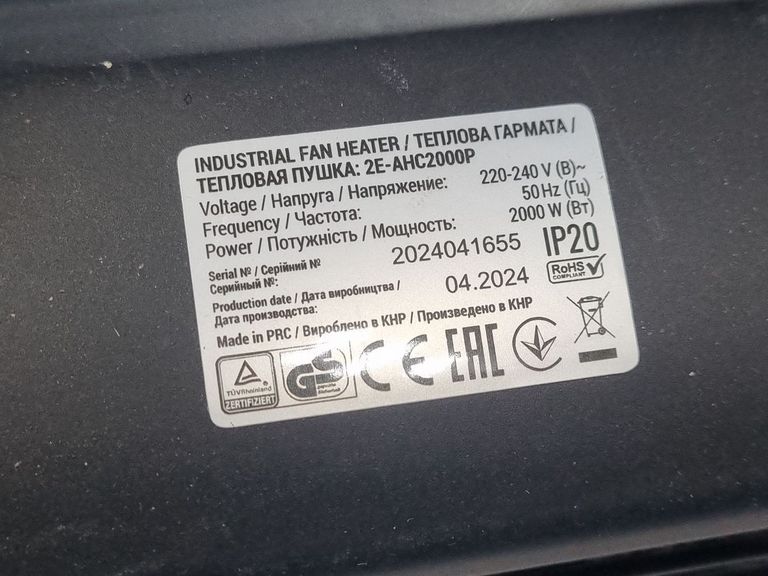 INDUSTRIAL FAN HEATER / ТЕПЛОВА ГАРМАТА /
ТЕПЛОВАЯ ПУШКА: 2E-AHC2000P
Voltage / Напруга / Напряжение: 220-240 V (В)~
Frequency / Частота: 50 Hz (Гц)
Power / Потужність / Мощность: 2000 W (Вт)
Serial № / Серійний №
Серийный №: 2024041655 IP20
Production date / Дата виробництва /
Дата производства: 04.2024 RoHS
COMPLIANT
Made in PRC / Вироблено в КНР / Произведено в КНР
TÜVRheinland
ZERTIFIZIERT
GS
geprüfte
Sicherheit
CE
EAC